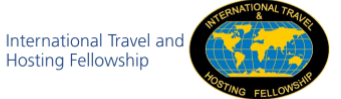 International Travel and
Hosting Fellowship
INTERNATIONAL TRAVEL
&
HOSTING FELLOWSHIP